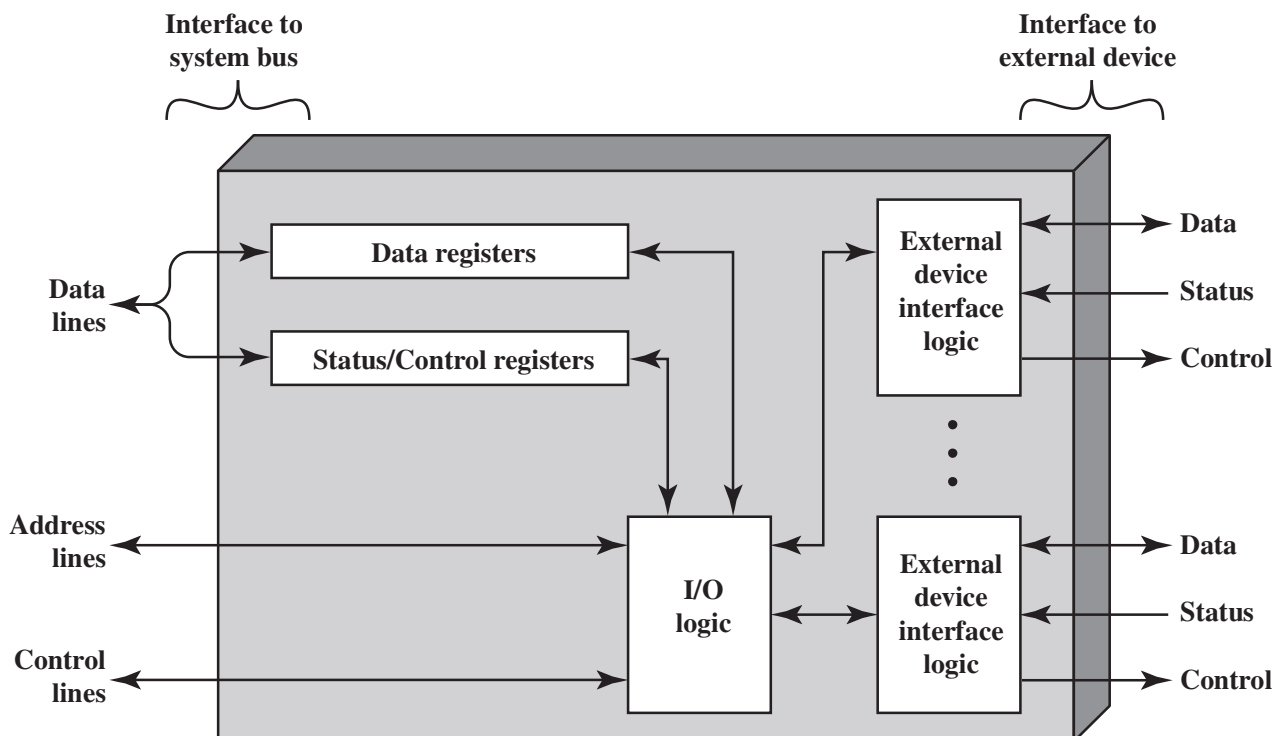 Interface to
system bus
Interface to
external device
Data registers
Status/Control registers
Data
lines
Address
lines
Control
lines
I/O
logic
External
device
interface
logic
Data
Status
Control
External
device
interface
logic
Data
Status
Control